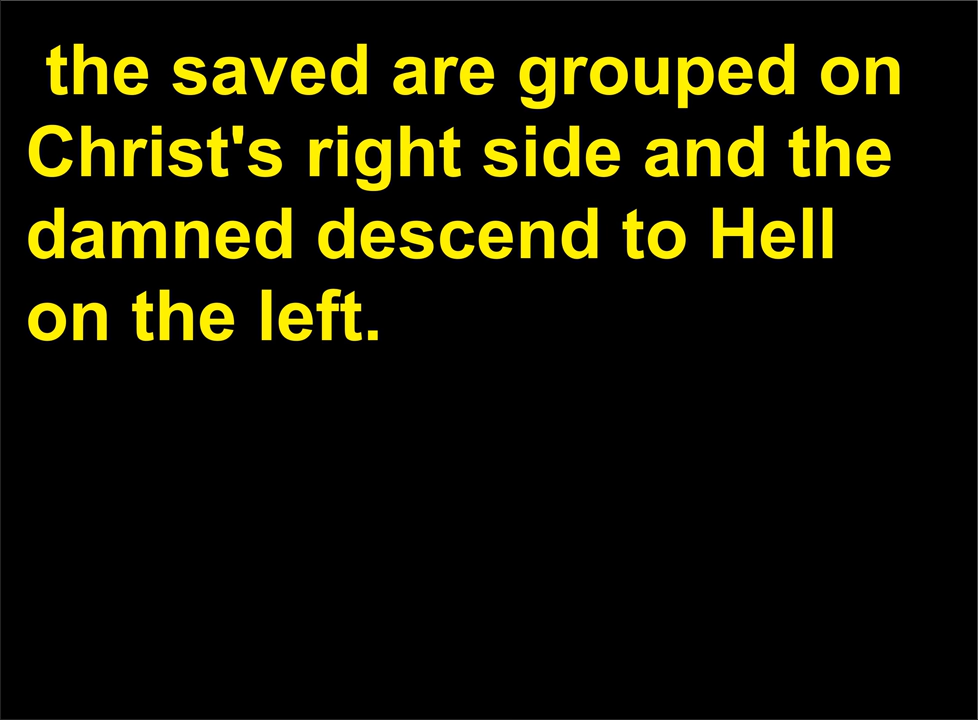 the saved are grouped on
Christ's right side and the
damned descend to Hell
on the left.